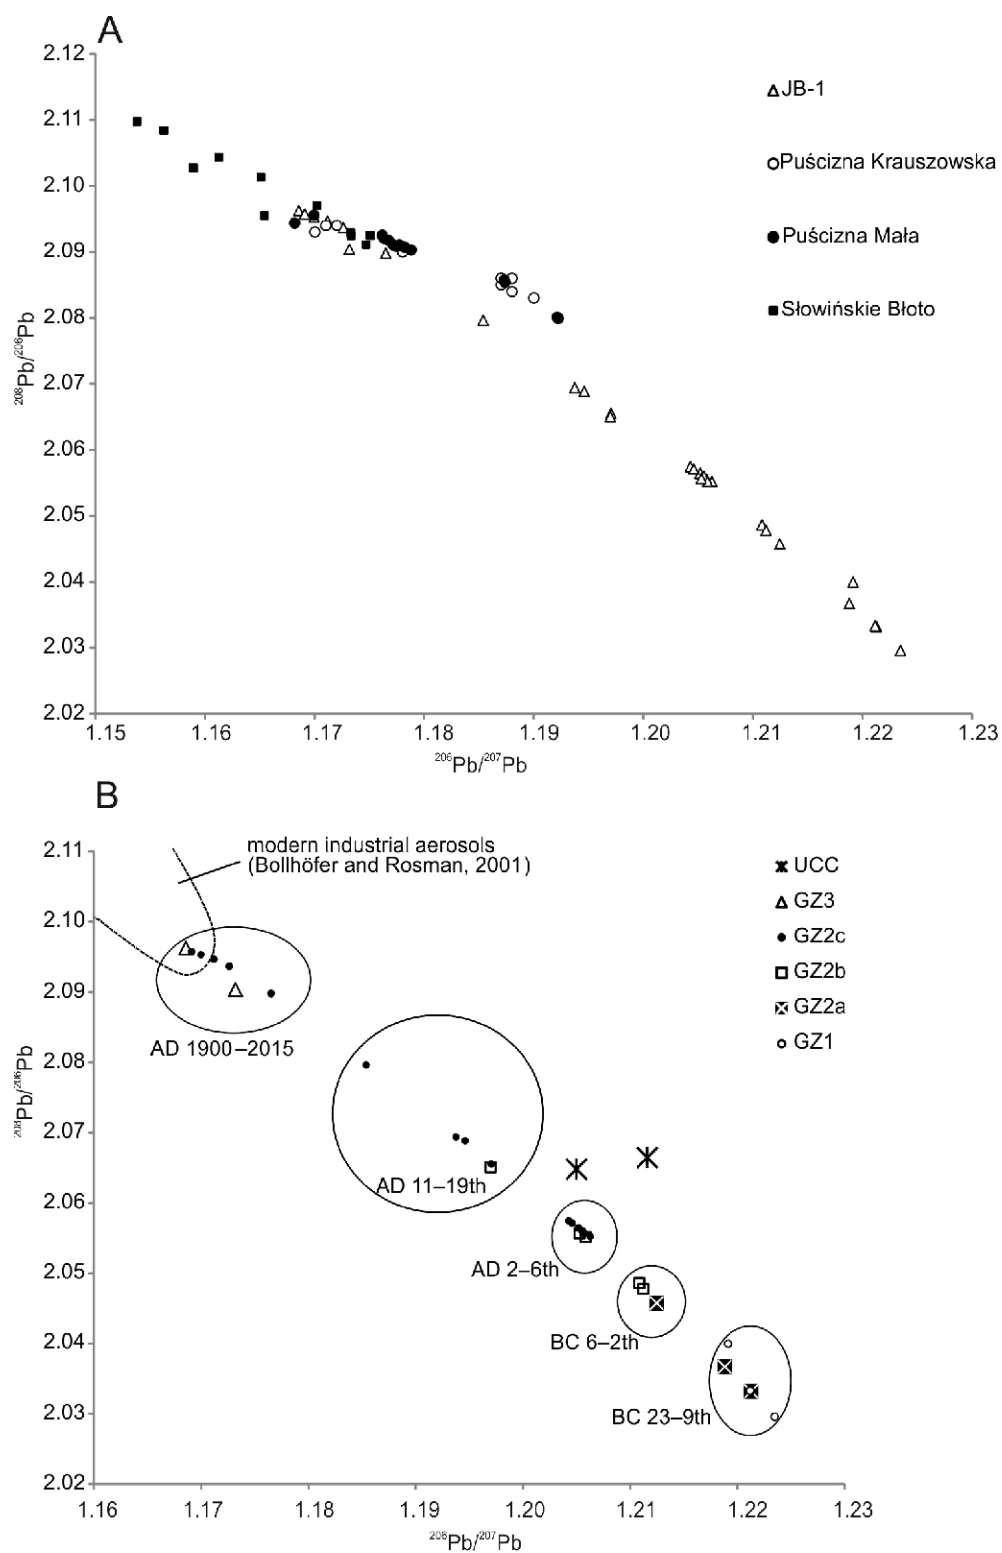 A
2.12
2.11
2.10
2.09
2.08
2.07
2.06
2.05
2.04
2.03
2.02
208Pb/206Pb
1.15 1.16 1.17 1.18 1.19 1.20 1.21 1.22 1.23
206Pb/207Pb
JB-1
Puścizna Krauszowska
Puścizna Mała
Słowińskie Błoto
B
2.11
2.10
2.09
2.08
2.07
2.06
2.05
2.04
2.03
2.02
208Pb/206Pb
modern industrial aerosols
(Bollhöfer and Rosman, 2001)
AD 1900–2015
AD 11–19th
AD 2–6th
BC 6–2th
BC 23–9th
UCC
GZ3
GZ2c
GZ2b
GZ2a
GZ1
1.16 1.17 1.18 1.19 1.20 1.21 1.22 1.23
206Pb/207Pb